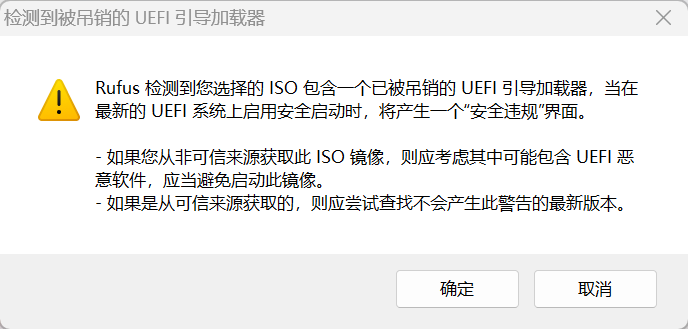 检测到被吊销的 UEFI 引导加载器
Rufus 检测到您选择的 ISO 包含一个已被吊销的 UEFI 引导加载器，当在
最新的 UEFI 系统上启用安全启动时，将产生一个“安全违规”界面。
- 如果您从非可信来源获取此 ISO 镜像，则应考虑其中可能包含 UEFI 恶
意软件，应当避免启动此镜像。
- 如果是从可信来源获取的，则应尝试查找不会产生此警告的最新版本。
确定
取消